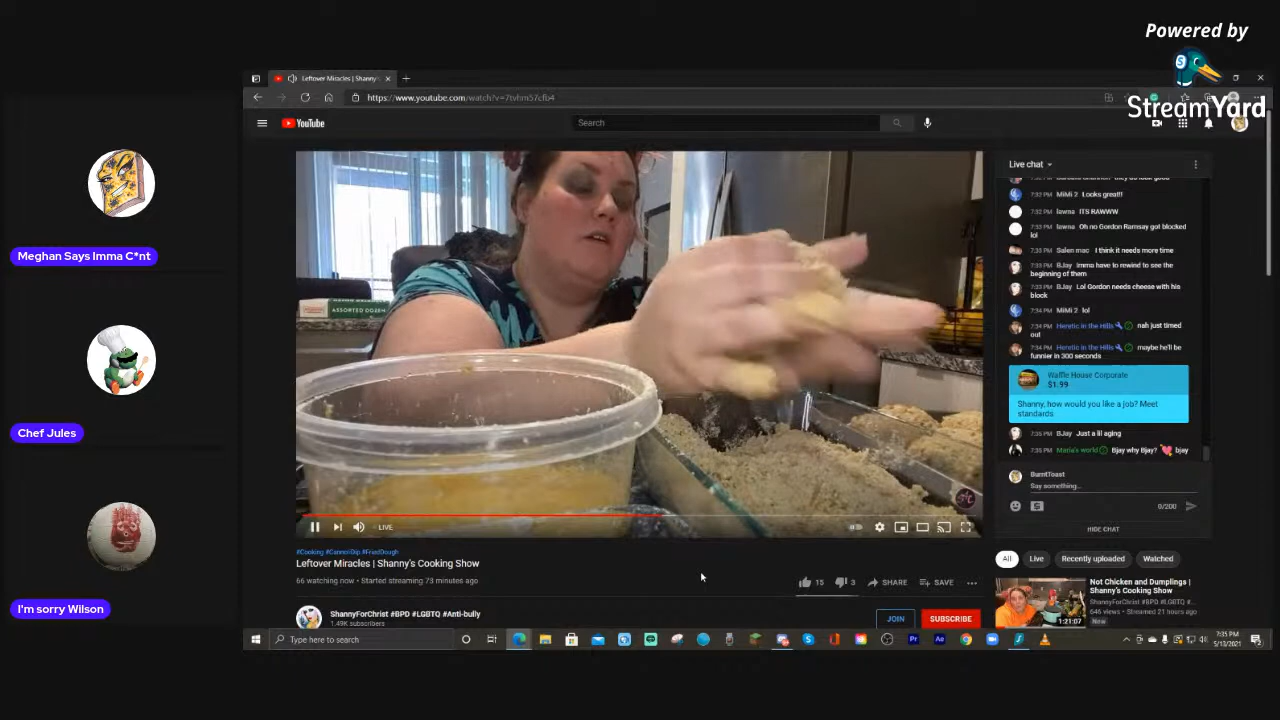 Powered by
StreamYard
Leftover Miracles | Shanny'
https://www.youtube.com/watch?v=7tvhm57cfb4
YouTube
Search
Meghan Says Imma C*nt
Chef Jules
I'm sorry Wilson
ASSORTED DOZEN
LIVE
Live chat
7:32 PM MiMi 2 Looks great!!!
7:32 PM lawna ITS RAWWW
7:32 PM lawna Oh no Gordon Ramsay got blocked
lol
7:33 PM Salen mac I think it needs more time
7:33 PM BJay Imma have to rewind to see the
beginning of them
7:33 PM BJay Lol Gordon needs cheese with his
block
7:34 PM MiMi 2 lol
7:34 PM Heretic in the Hills nah just timed
out
7:34 PM Heretic in the Hills maybe he'll be
funnier in 300 seconds
Waffle House Corporate
$1.99
Shanny, how would you like a job? Meet
standards
7:35 PM BJay Just a lil aging
7:35 PM Maria's world Bjay why Bjay? bjay
BurntToast
Say something...
0/200
HIDE CHAT
#Cooking #CannoliDip #FriedDough
Leftover Miracles | Shanny's Cooking Show
66 watching now • Started streaming 73 minutes ago
15
3
SHARE
SAVE
ShannyForChrist #BPD #LGBTQ #Anti-bully
1.49K subscribers
JOIN
SUBSCRIBE
All
Live
Recently uploaded
Watched
Not Chicken and Dumplings |
Shanny's Cooking Show
ShannyForChrist #BPD #LGBTQ #...
646 views • Streamed 21 hours ago
New
1:21:07
Type here to search
7:35 PM
5/13/2021